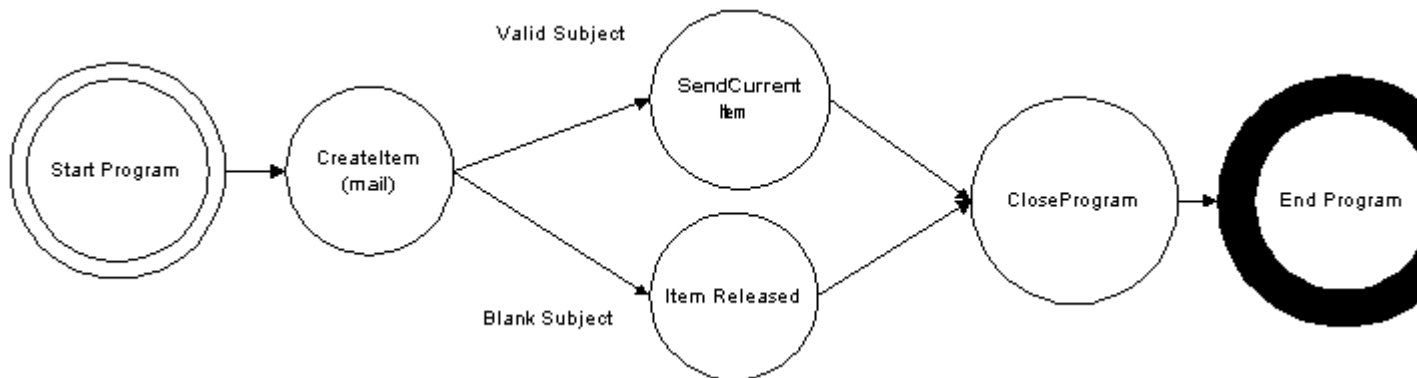 Start Program
CreateItem
(mail)
Valid Subject
SendCurrent
Item
Blank Subject
Item Released
CloseProgram
End Program